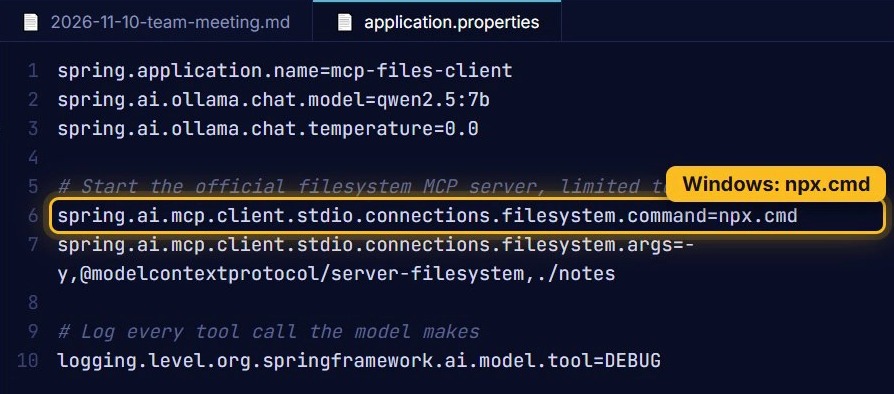 2026-11-10-team-meeting.md
application.properties
1 spring.application.name=mcp-files-client
2 spring.ai.ollama.chat.model=qwen2.5:7b
3 spring.ai.ollama.chat.temperature=0.0
4
5 # Start the official filesystem MCP server, limited
Windows: npx.cmd
6 spring.ai.mcp.client.stdio.connections.filesystem.command=npx.cmd
7 spring.ai.mcp.client.stdio.connections.filesystem.args=-
y,@modelcontextprotocol/server-filesystem,./notes
8
9 # Log every tool call the model makes
10 logging.level.org.springframework.ai.model.tool=DEBUG